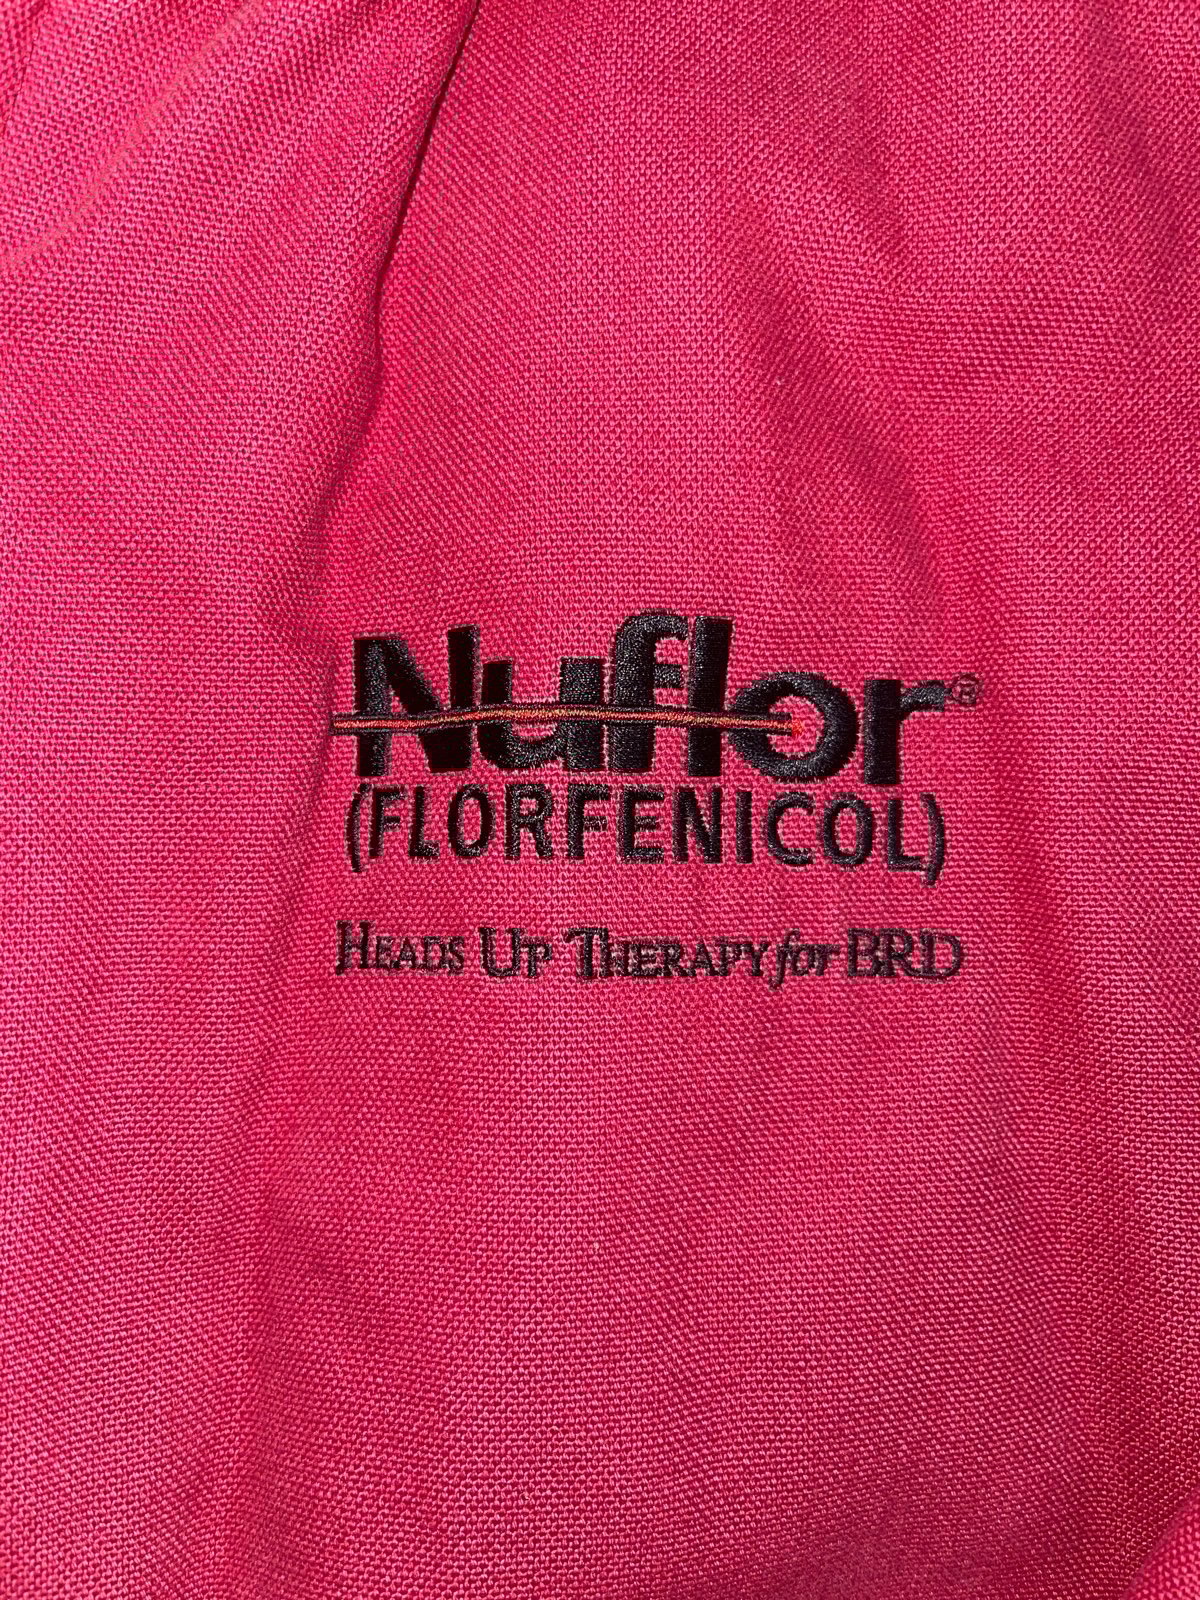 Nuflor®
(FLORFENICOL)
HEADS UP THERAPY for BRD